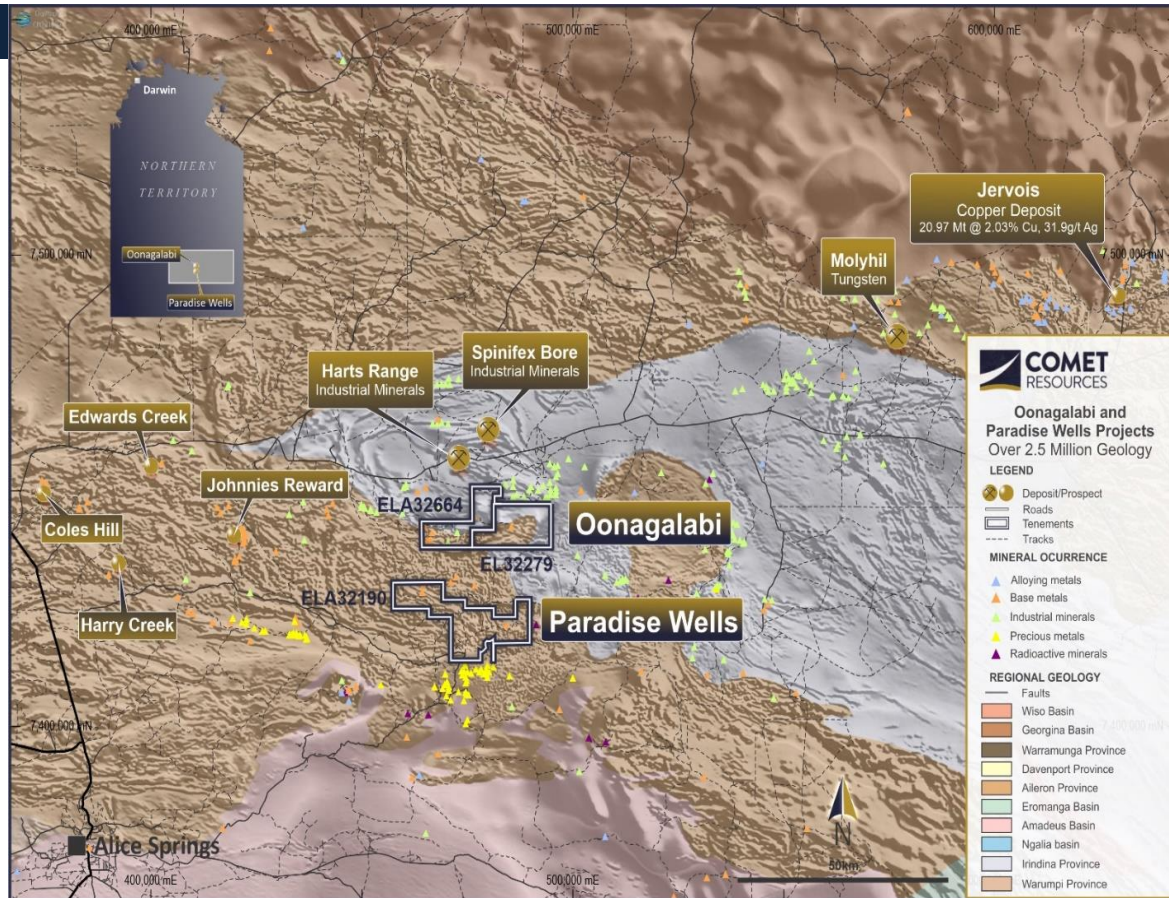 400,000 mE
500,000 mE
600,000 mE
Darwin
NORTHERN
TERRITORY
Oonagalabi
Paradise Wells
7,500,000 mN
7,500,030 mN
Jervois
Copper Deposit
20.97 Mt @ 2.03% Cu, 31.9g/t Ag
Molyhil
Tungsten
Spinifex Bore
Industrial Minerals
Harts Range
Industrial Minerals
Edwards Creek
Johnnies Reward
Coles Hill
Harry Creek
ELA32664
Oonagalabi
EL32279
ELA32190
Paradise Wells
7,400,000 mN
7,400,000 mN
Alice Springs
400,000 mE
500,000 mE
N
50km
COMET
RESOURCES
Oonagalabi and
Paradise Wells Projects
Over 2.5 Million Geology
LEGEND
Deposit/Prospect
Roads
Tenements
Tracks
MINERAL OCURRENCE
Alloying metals
Base metals
Industrial minerals
Precious metals
Radioactive minerals
REGIONAL GEOLOGY
Faults
Wiso Basin
Georgina Basin
Warramunga Province
Davenport Province
Aileron Province
Eromanga Basin
Amadeus Basin
Ngalia basin
Irindina Province
Warumpi Province